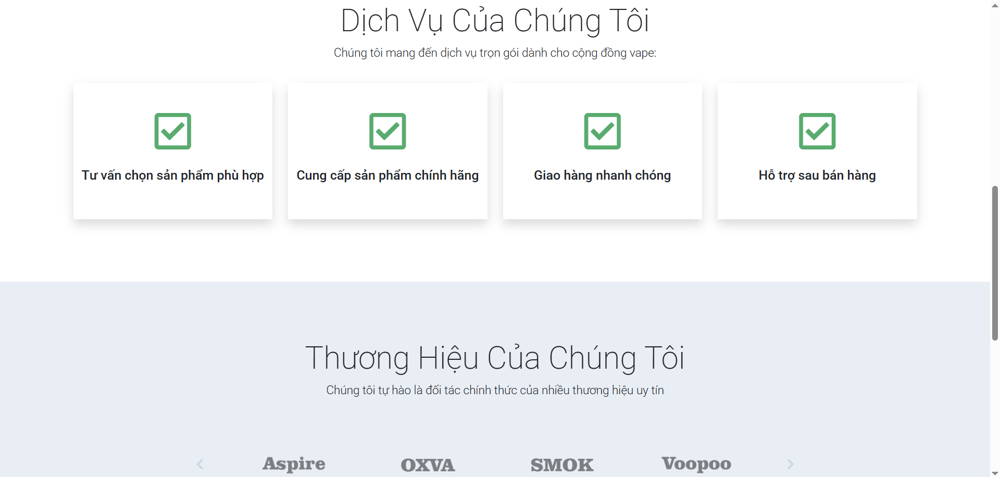 Dịch Vụ Của Chúng Tôi
Chúng tôi mang đến dịch vụ trọn gói dành cho cộng đồng vape:
Tư vấn chọn sản phẩm phù hợp
Cung cấp sản phẩm chính hãng
Giao hàng nhanh chóng
Hỗ trợ sau bán hàng
Thương Hiệu Của Chúng Tôi
Chúng tôi tự hào là đối tác chính thức của nhiều thương hiệu uy tín
Aspire
OXVA
SMOK
Voopoo